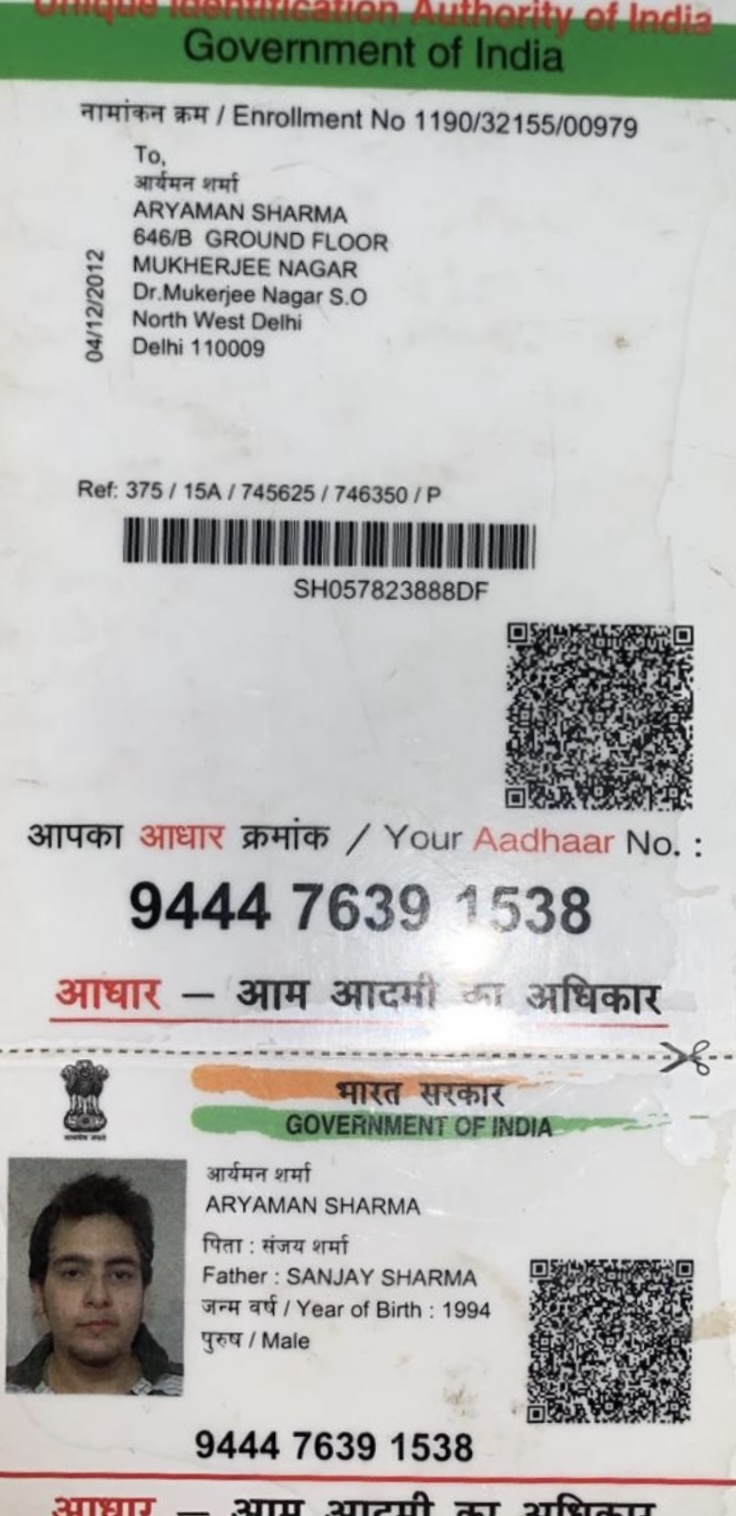 Unique Identification Authority of India
Government of India
नामांकन क्रम / Enrollment No 1190/32155/00979
To,
आर्यमन शर्मा
ARYAMAN SHARMA
646/B GROUND FLOOR
MUKHERJEE NAGAR
Dr.Mukerjee Nagar S.O
North West Delhi
Delhi 110009
04/12/2012
Ref: 375 / 15A / 745625 / 746350 / P
SH057823888DF
आपका आधार क्रमांक / Your Aadhaar No. :
9444 7639 1538
आधार — आम आदमी का अधिकार
भारत सरकार
GOVERNMENT OF INDIA
आर्यमन शर्मा
ARYAMAN SHARMA
पिता : संजय शर्मा
Father : SANJAY SHARMA
जन्म वर्ष / Year of Birth : 1994
पुरुष / Male
9444 7639 1538
आधार — आम आदमी का अधिकार